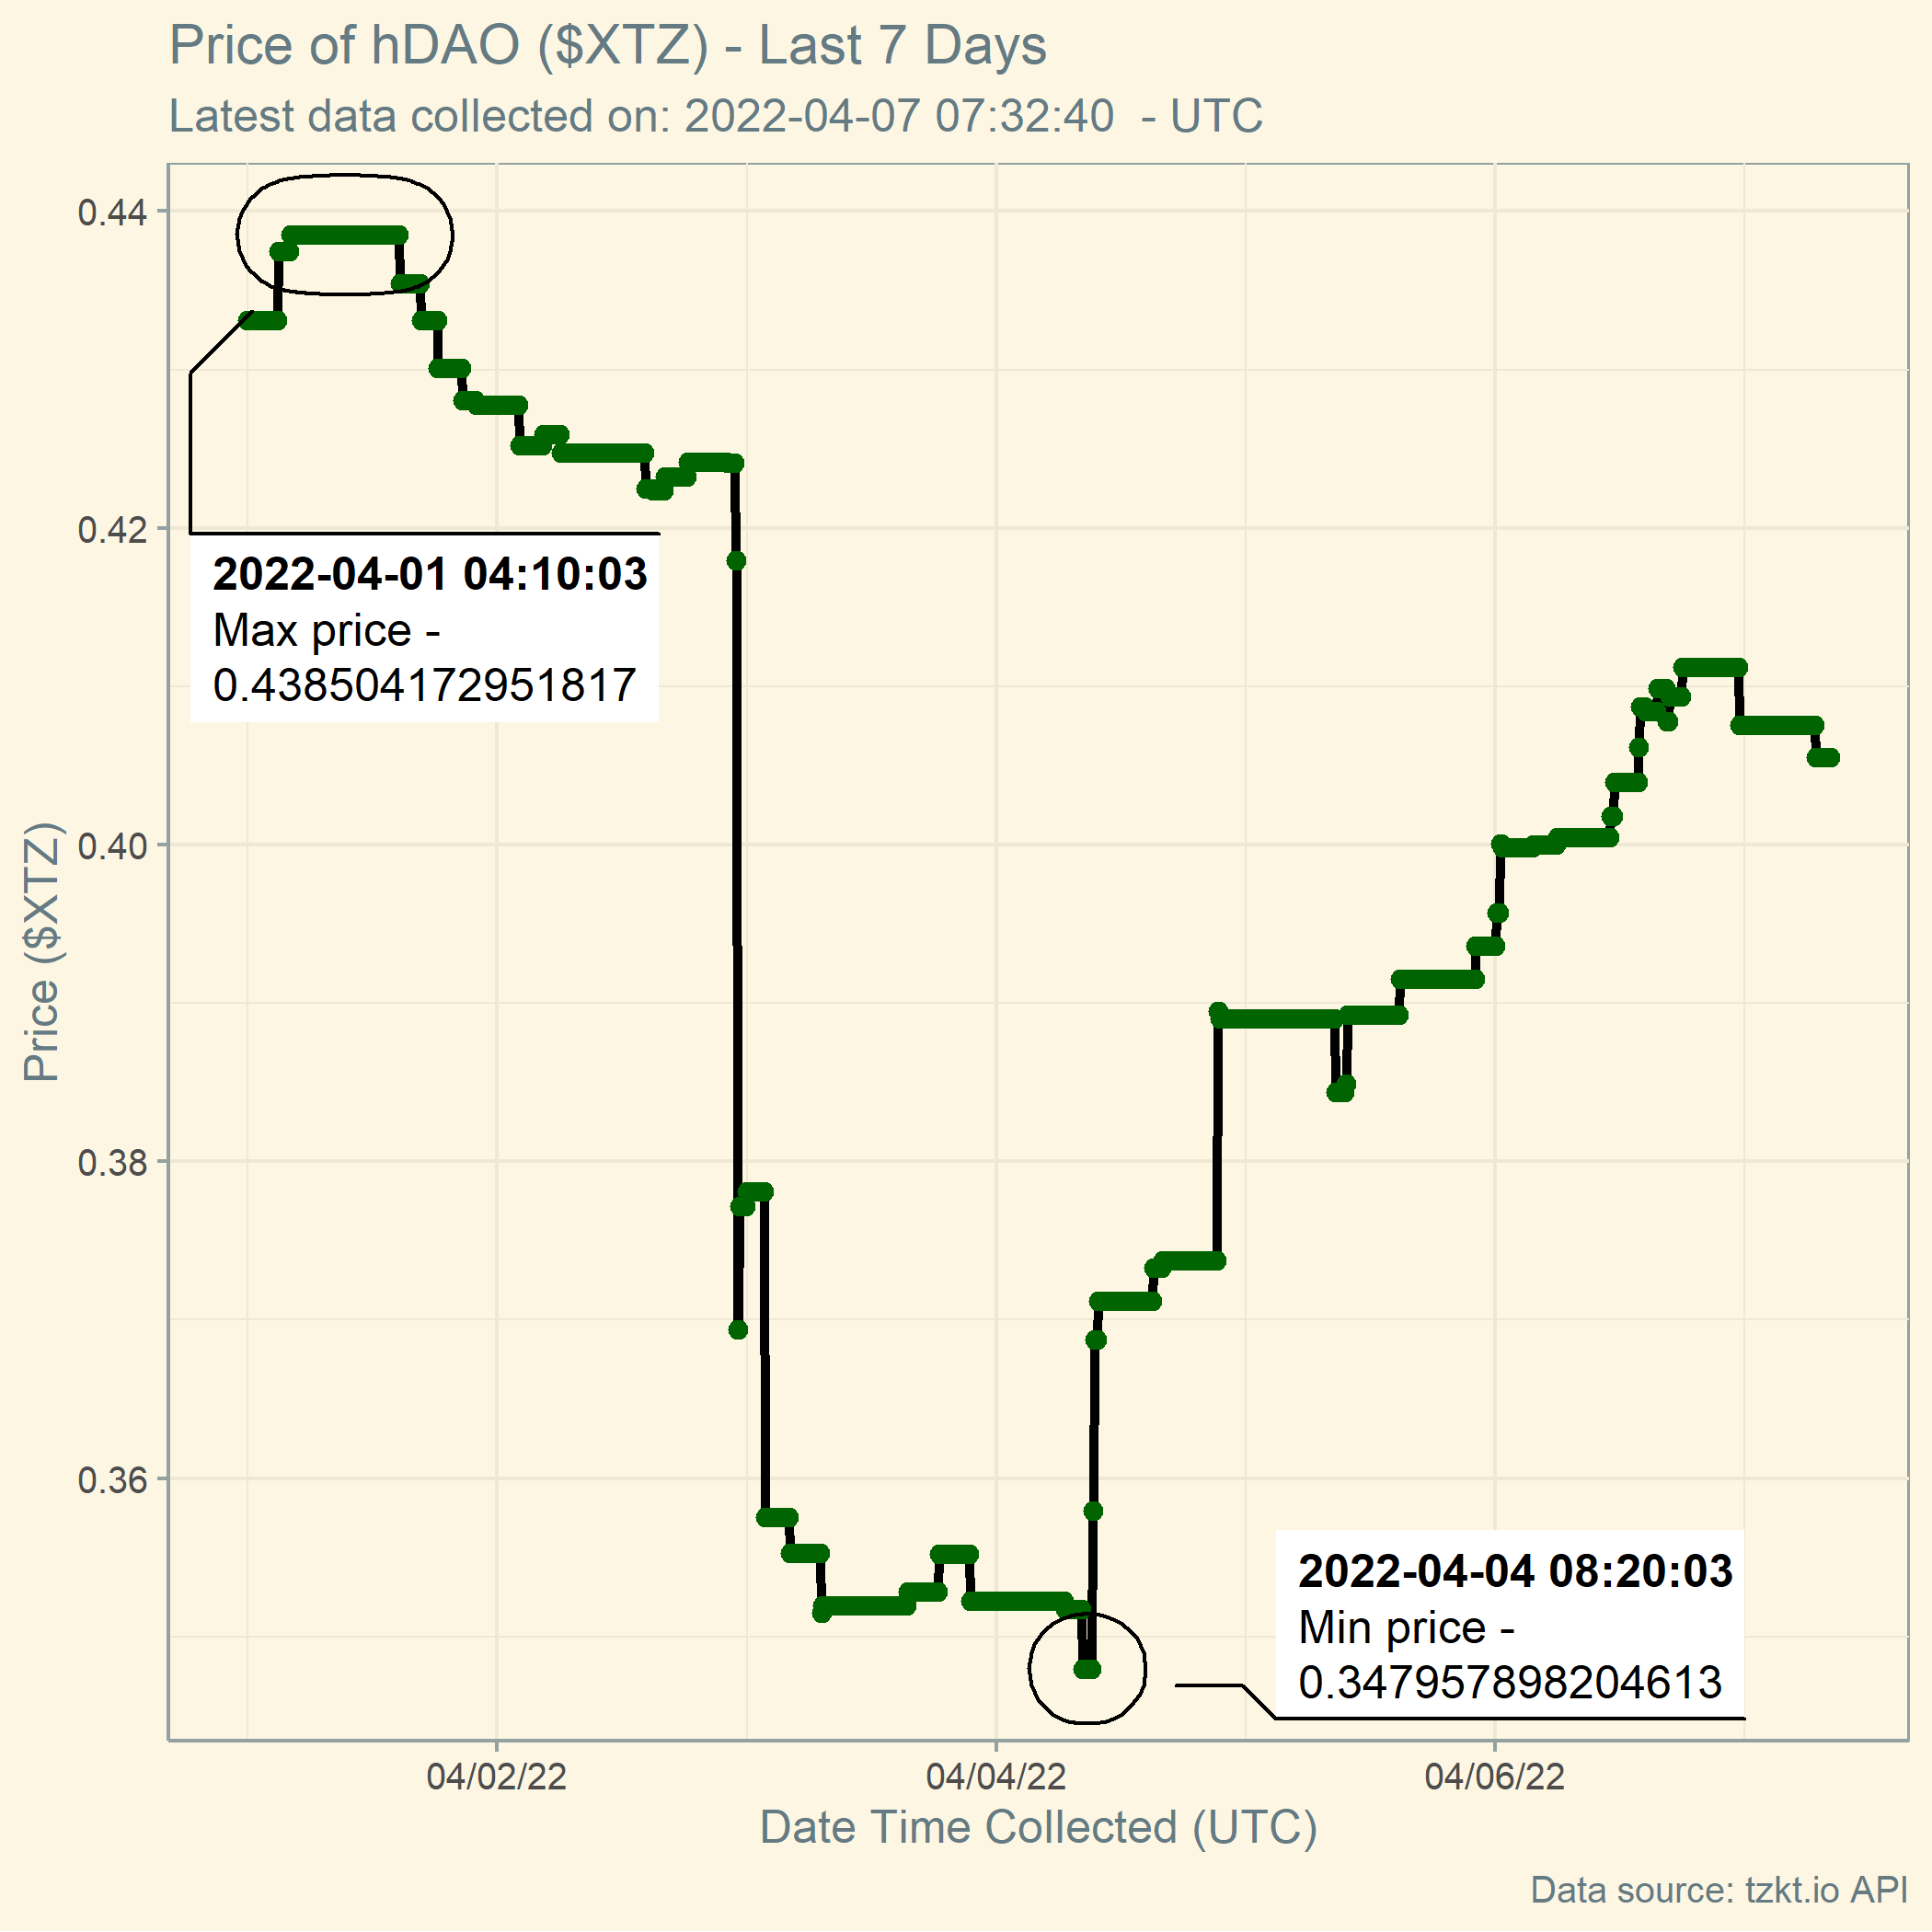 Price of hDAO ($XTZ) - Last 7 Days
Latest data collected on: 2022-04-07 07:32:40  - UTC
0.44
0.42
0.40
0.38
0.36
Price ($XTZ)
2022-04-01 04:10:03
Max price -
0.438504172951817
2022-04-04 08:20:03
Min price -
0.347957898204613
04/02/22
04/04/22
04/06/22
Date Time Collected (UTC)
Data source: tzkt.io API